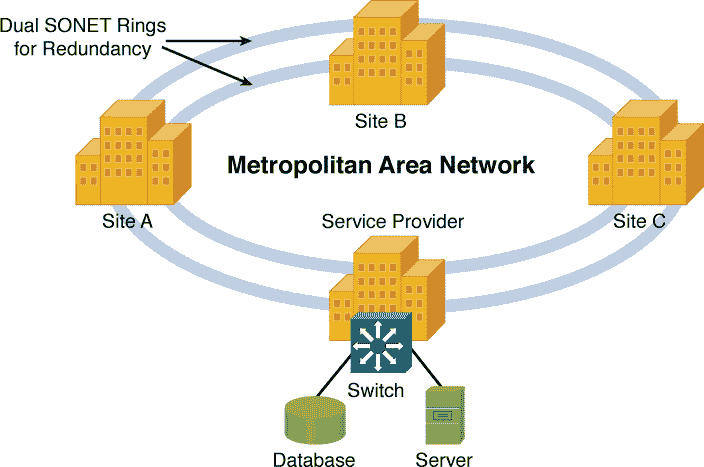 Dual SONET Rings
for Redundancy
Site B
Metropolitan Area Network
Site A
Service Provider
Site C
Switch
Database
Server